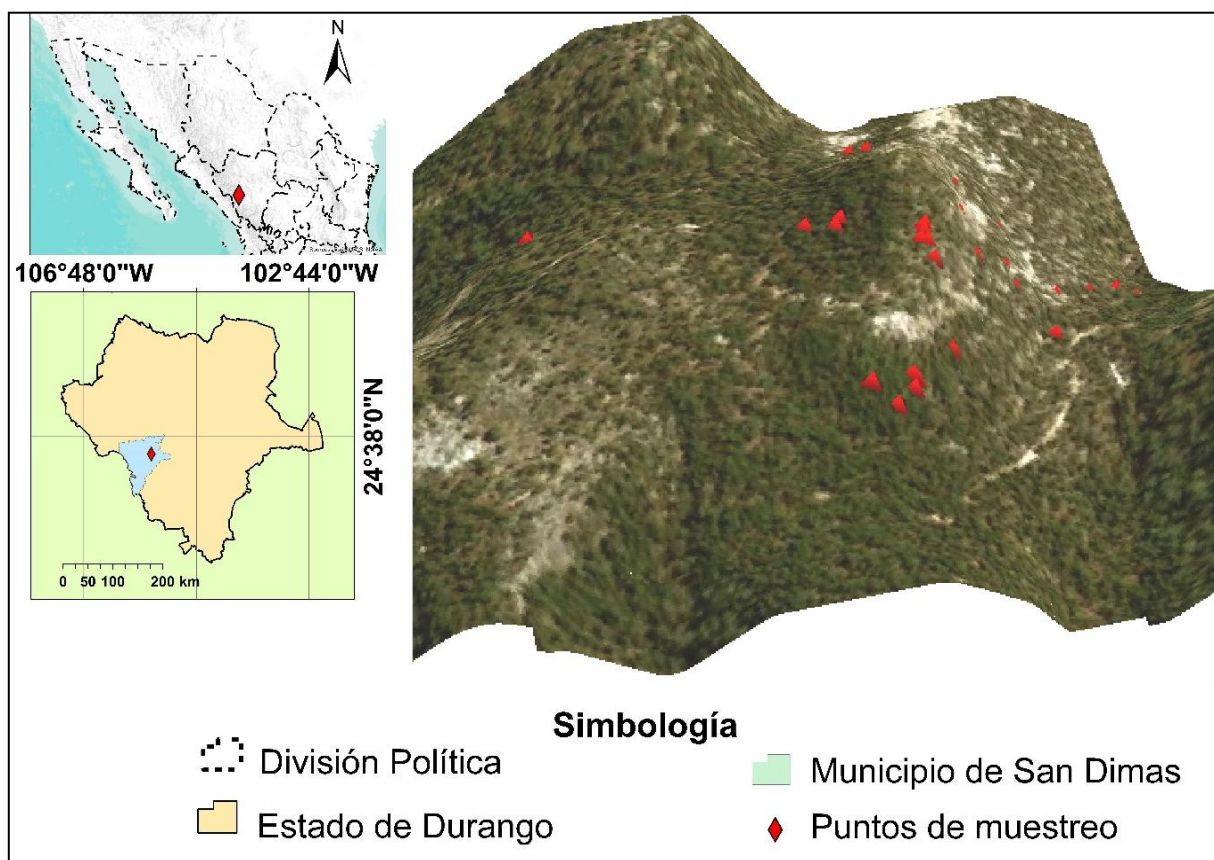 N
106°48'0"W
102°44'0"W
24°38'0"N
0 50 100 200 km
Simbología
División Política
Estado de Durango
Municipio de San Dimas
Puntos de muestreo